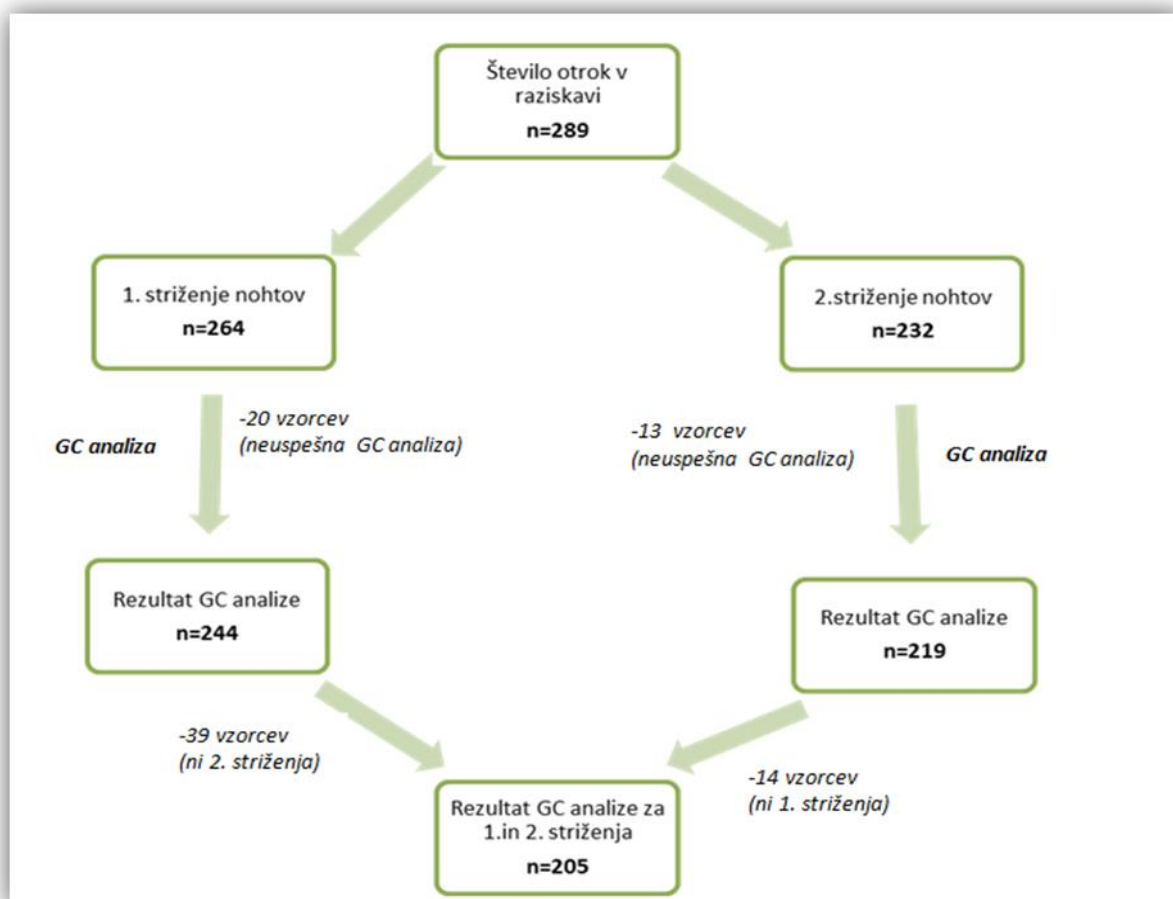 Število otrok v
raziskavi
n=289
1. striženje nohtov
n=264
2.striženje nohtov
n=232
GC analiza
-20 vzorcev
(neuspešna GC analiza)
-13 vzorcev
(neuspešna GC analiza)
GC analiza
Rezultat GC analize
n=244
Rezultat GC analize
n=219
-39 vzorcev
(ni 2. striženja)
-14 vzorcev
(ni 1. striženja)
Rezultat GC analize za
1.in 2. striženja
n=205